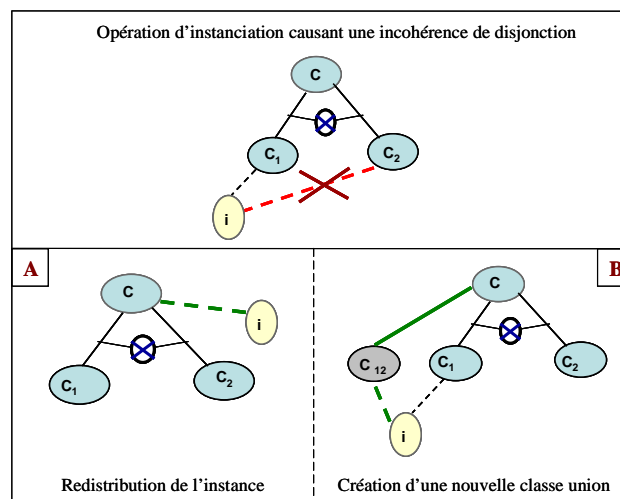 Opération d'instanciation causant une incohérence de disjonction
C
C1
C2
i
A
B
C
i
C1
C2
C
C 12
C1
C2
i
Redistribution de l'instance
Création d'une nouvelle classe union